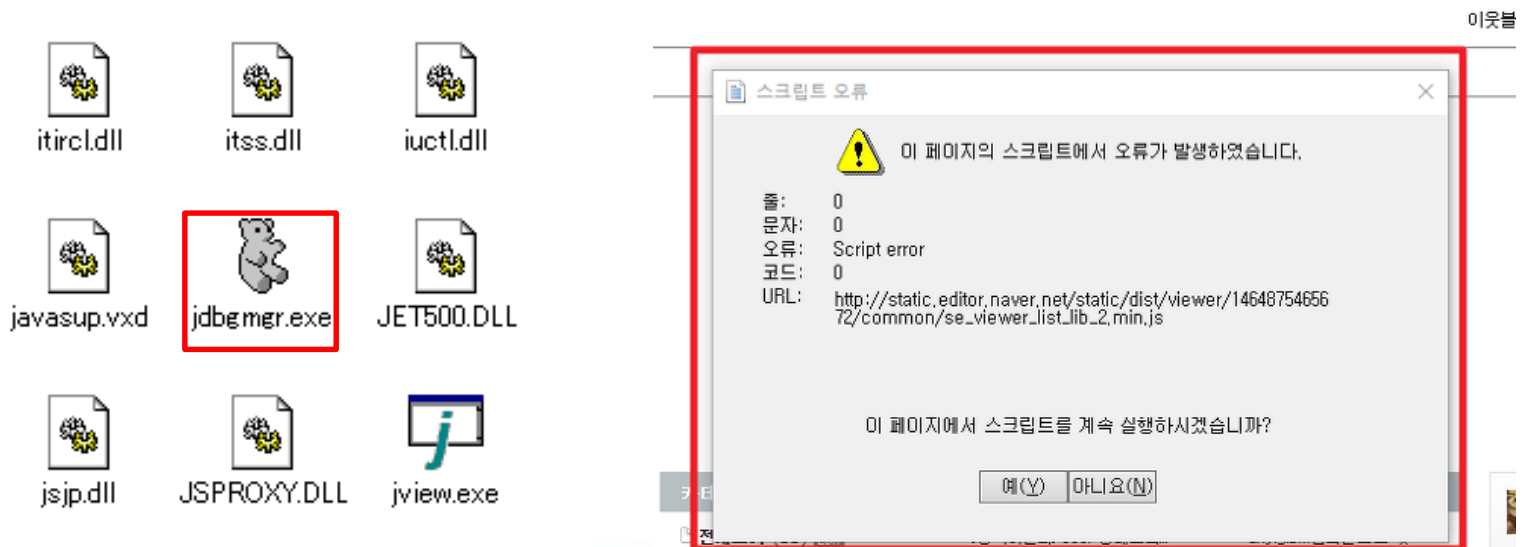 itircl.dll
itss.dll
iuctl.dll
javasup.vxd
jdbgmgr.exe
JET500.DLL
jsjp.dll
JSPROXY.DLL
jview.exe
이웃블
스크립트 오류
이 페이지의 스크립트에서 오류가 발생하였습니다.
줄: 0
문자: 0
오류: Script error
코드: 0
URL: http://static.editor.naver.net/static/dist/viewer/14648754656
72/common/se_viewer_list_lib_2.min.js
이 페이지에서 스크립트를 계속 실행하시겠습니까?
예(Y) 아니요(N)